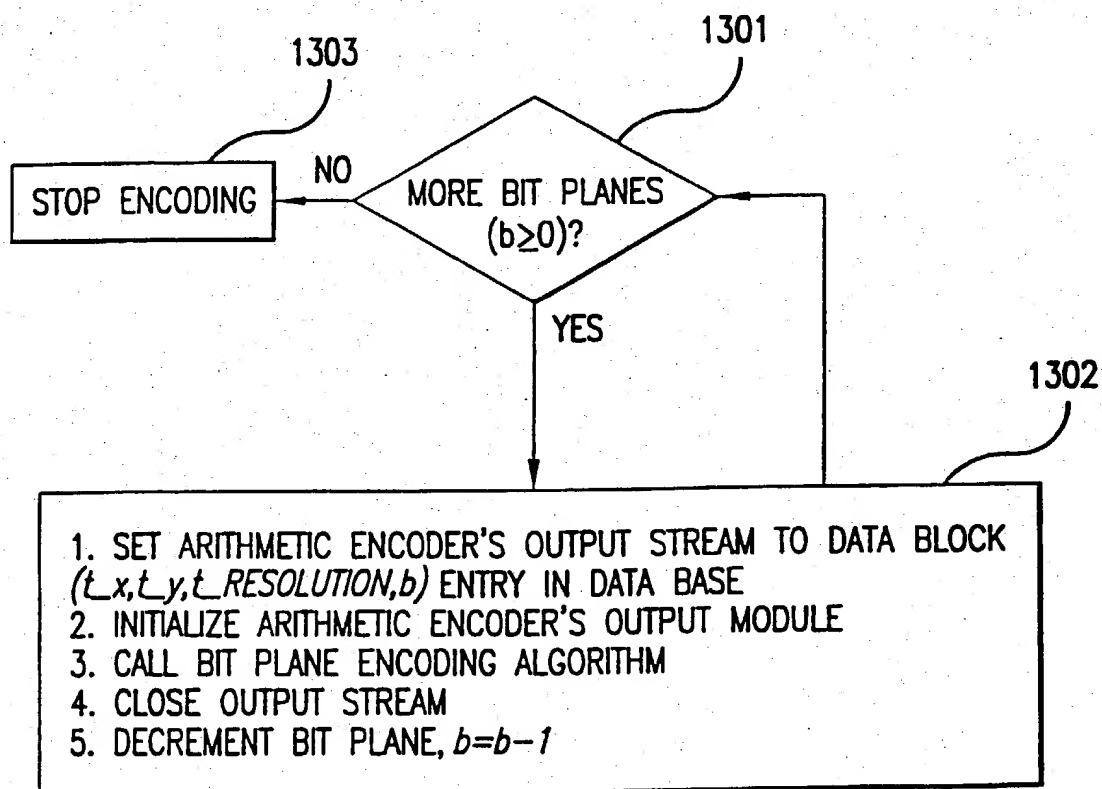 1303
1301
STOP ENCODING
NO
MORE BIT PLANES
(b≥0)?
YES
1302
1. SET ARITHMETIC ENCODER'S OUTPUT STREAM TO DATA BLOCK
(t_x,t_y,t_RESOLUTION,b) ENTRY IN DATA BASE
2. INITIALIZE ARITHMETIC ENCODER'S OUTPUT MODULE
3. CALL BIT PLANE ENCODING ALGORITHM
4. CLOSE OUTPUT STREAM
5. DECREMENT BIT PLANE, b=b-1